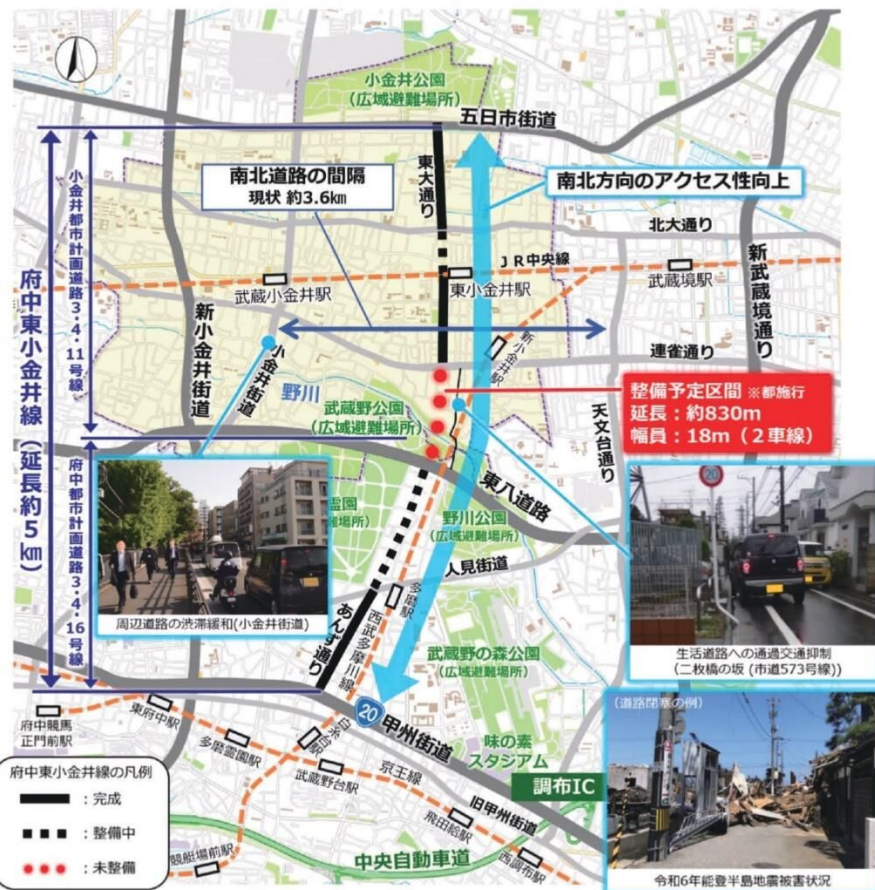 小金井公園
(広域避難場所)
五日市街道
東大通り
南北道路の間隔
現状 約3.6km
南北方向のアクセス性向上
北大通り
新武蔵境通り
JR中央線
武蔵小金井駅
東小金井駅
武蔵境駅
府中東小金井線(延長約5km)
小金井都市計画道路3・4・11号線
府中都市計画道路3・4・16号線
新小金井街道
小金井街道
新小金井駅
連雀通り
野川
武蔵野公園
(広域避難場所)
整備予定区間 ※都施行
延長:約830m
幅員:18m(2車線)
天文台通り
東八道路
霊園
難場所)
野川公園
(広域避難場所)
人見街道
周辺道路の渋滞緩和(小金井街道)
20
生活道路への通過交通抑制
(二枚橋の坂 (市道573号線))
あんず通り
西武多摩川線
多磨駅
武蔵野の森公園
(広域避難場所)
20
甲州街道
白糸台駅
味の素
スタジアム
調布IC
府中競馬
正門前駅
東府中駅
多磨霊園駅
武蔵野台駅
京王線
飛田給駅
旧甲州街道
西調布駅
中央自動車道
競艇場前駅
府中東小金井線の凡例
:完成
:整備中
:未整備
(道路閉塞の例)
令和6年能登半島地震被害状況